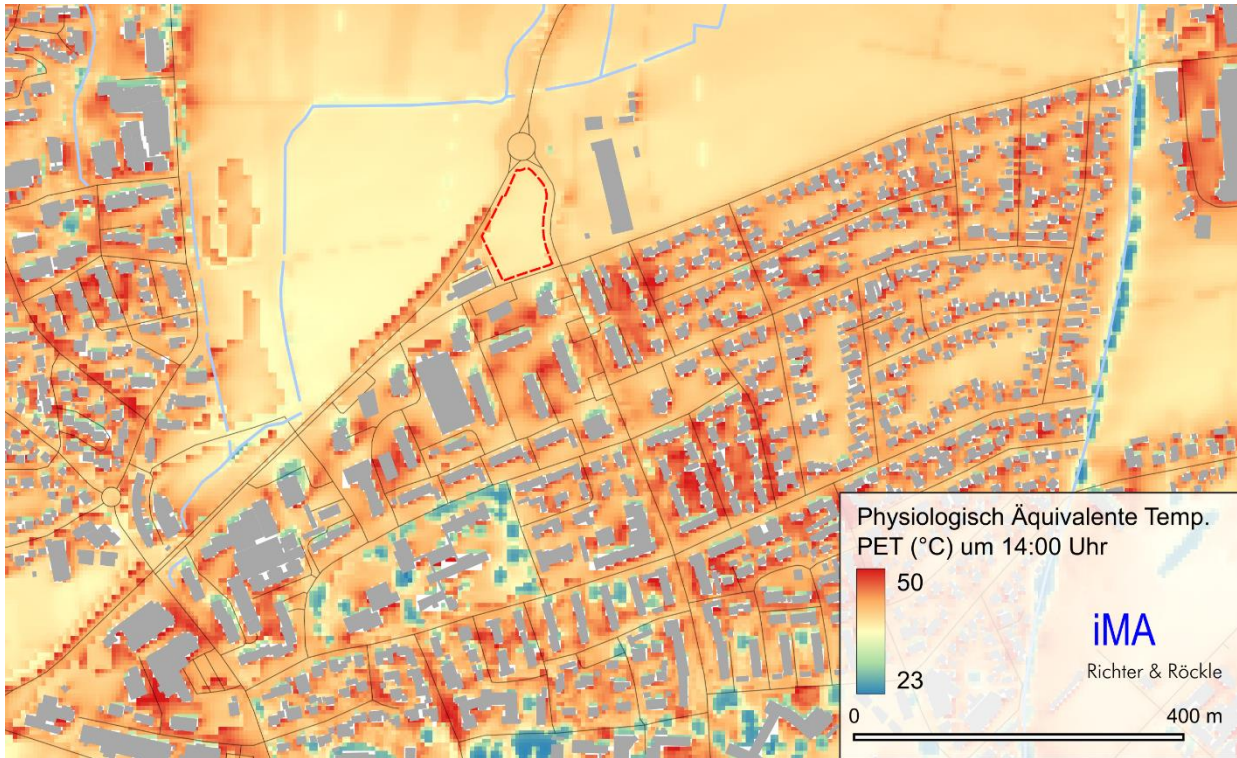 Physiologisch Äquivalente Temp.
PET (°C) um 14:00 Uhr
50
23
iMA
Richter & Röckle
0 400 m